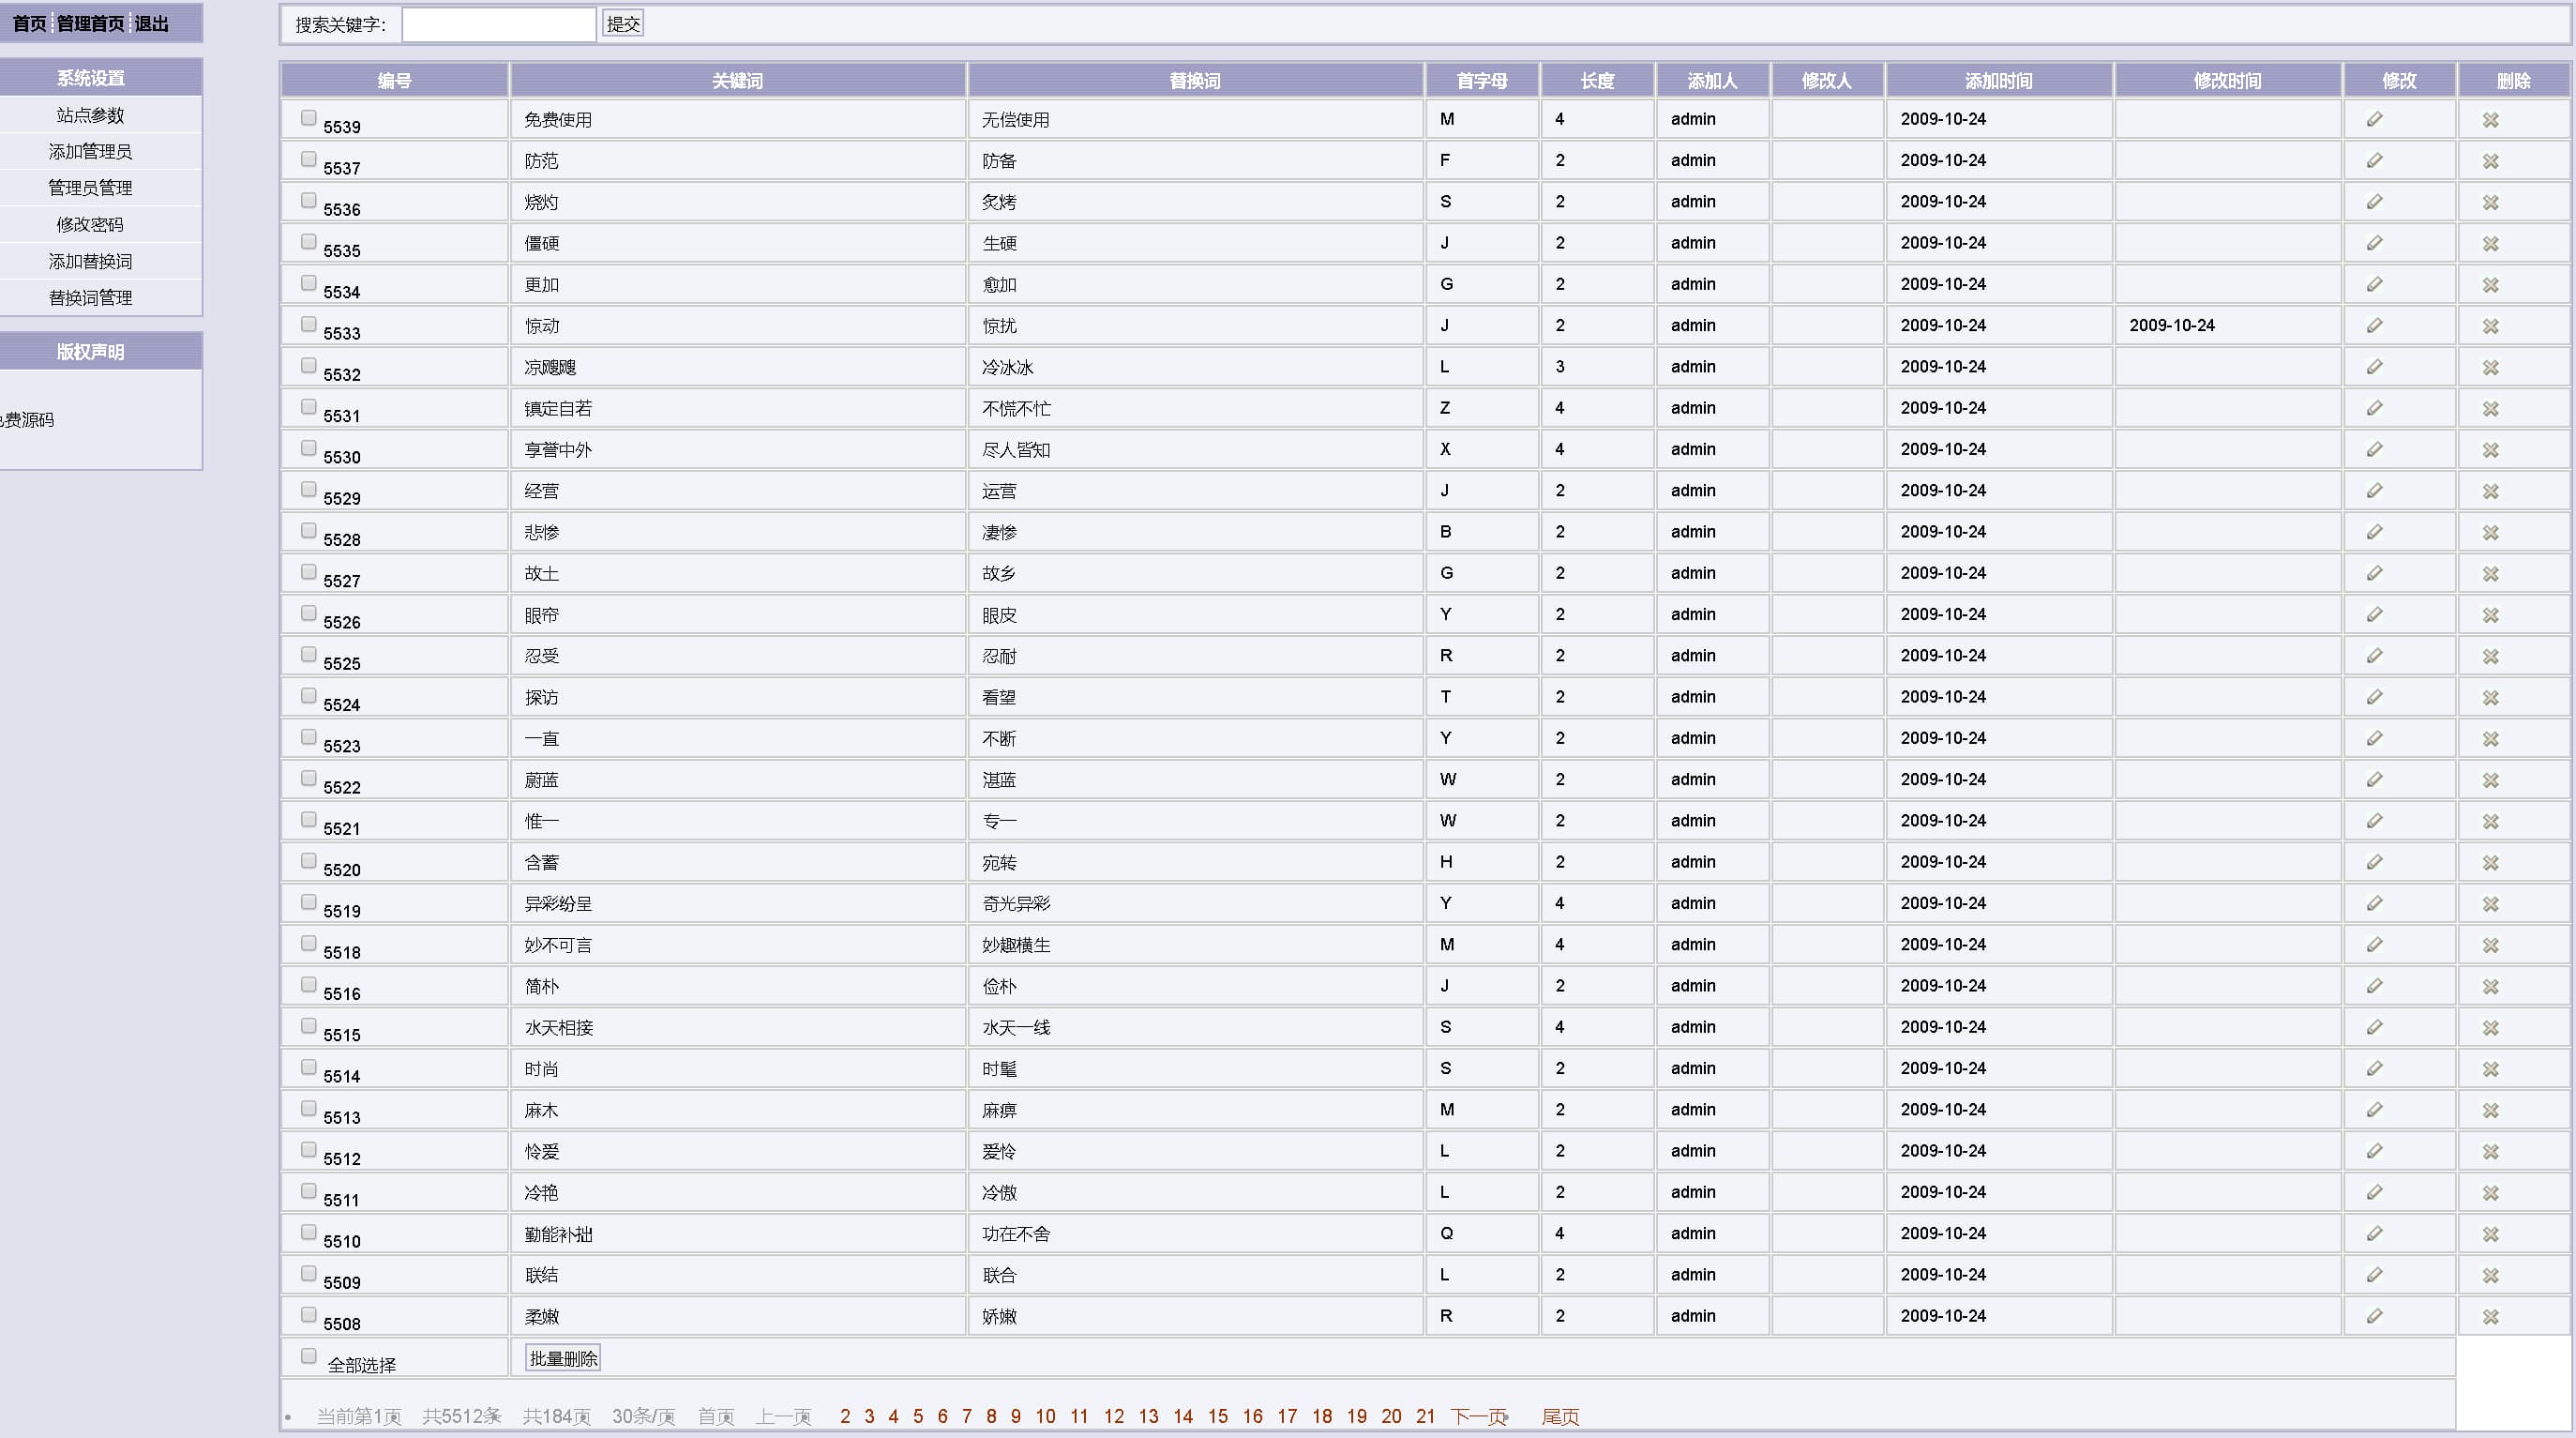 首页 管理首页 退出
系统设置
站点参数
添加管理员
管理员管理
修改密码
添加替换词
替换词管理
版权声明
费源码
搜索关键字： 提交
编号 关键词 替换词 首字母 长度 添加人 修改人 添加时间 修改时间 修改 删除
5539 免费使用 无偿使用 M 4 admin 2009-10-24
5537 防范 防备 F 2 admin 2009-10-24
5536 烧灼 炙烤 S 2 admin 2009-10-24
5535 僵硬 生硬 J 2 admin 2009-10-24
5534 更加 愈加 G 2 admin 2009-10-24
5533 惊动 惊扰 J 2 admin 2009-10-24 2009-10-24
5532 凉飕飕 冷冰冰 L 3 admin 2009-10-24
5531 镇定自若 不慌不忙 Z 4 admin 2009-10-24
5530 享誉中外 尽人皆知 X 4 admin 2009-10-24
5529 经营 运营 J 2 admin 2009-10-24
5528 悲惨 凄惨 B 2 admin 2009-10-24
5527 故土 故乡 G 2 admin 2009-10-24
5526 眼帘 眼皮 Y 2 admin 2009-10-24
5525 忍受 忍耐 R 2 admin 2009-10-24
5524 探访 看望 T 2 admin 2009-10-24
5523 一直 不断 Y 2 admin 2009-10-24
5522 蔚蓝 湛蓝 W 2 admin 2009-10-24
5521 惟一 专一 W 2 admin 2009-10-24
5520 含蓄 宛转 H 2 admin 2009-10-24
5519 异彩纷呈 奇光异彩 Y 4 admin 2009-10-24
5518 妙不可言 妙趣横生 M 4 admin 2009-10-24
5516 简朴 俭朴 J 2 admin 2009-10-24
5515 水天相接 水天一线 S 4 admin 2009-10-24
5514 时尚 时髦 S 2 admin 2009-10-24
5513 麻木 麻痹 M 2 admin 2009-10-24
5512 怜爱 爱怜 L 2 admin 2009-10-24
5511 冷艳 冷傲 L 2 admin 2009-10-24
5510 勤能补拙 功在不舍 Q 4 admin 2009-10-24
5509 联结 联合 L 2 admin 2009-10-24
5508 柔嫩 娇嫩 R 2 admin 2009-10-24
全部选择 批量删除
当前第1页 共5512条 共184页 30条/页 首页 上一页 2 3 4 5 6 7 8 9 10 11 12 13 14 15 16 17 18 19 20 21 下一页 尾页